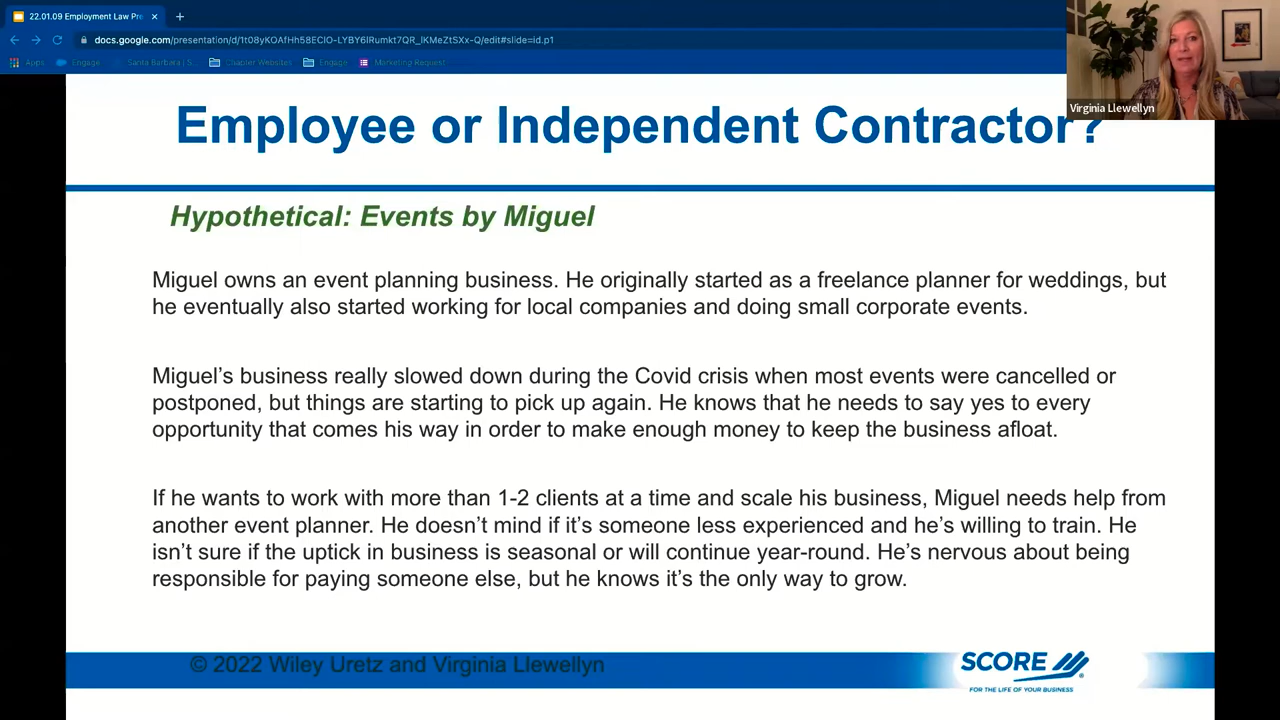 22.01.09 Employment Law Pre
docs.google.com/presentation/d/1t08yKOAfHh58ECIO-LYBY6lRumkt7QR_lKMeZtSXx-Q/edit#slide=id.p1
Apps Engage Santa Barbara | S... Chapter Websites Engage Marketing Request
Virginia Llewellyn
Employee or Independent Contractor?
Hypothetical: Events by Miguel
Miguel owns an event planning business. He originally started as a freelance planner for weddings, but
he eventually also started working for local companies and doing small corporate events.
Miguel’s business really slowed down during the Covid crisis when most events were cancelled or
postponed, but things are starting to pick up again. He knows that he needs to say yes to every
opportunity that comes his way in order to make enough money to keep the business afloat.
If he wants to work with more than 1-2 clients at a time and scale his business, Miguel needs help from
another event planner. He doesn’t mind if it’s someone less experienced and he’s willing to train. He
isn’t sure if the uptick in business is seasonal or will continue year-round. He’s nervous about being
responsible for paying someone else, but he knows it’s the only way to grow.
© 2022 Wiley Uretz and Virginia Llewellyn
SCORE
FOR THE LIFE OF YOUR BUSINESS